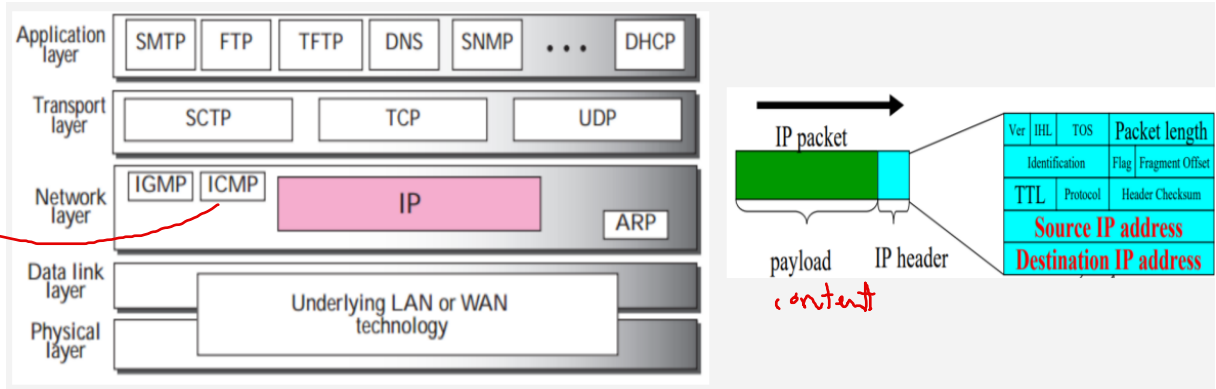 Application layer
SMTP FTP TFTP DNS SNMP • • • DHCP
Transport layer
SCTP TCP UDP
Network layer
IGMP ICMP IP ARP
Data link layer
Underlying LAN or WAN technology
Physical layer
IP packet
payload IP header
content
Ver IHL TOS Packet length
Identification Flag Fragment Offset
TTL Protocol Header Checksum
Source IP address
Destination IP address